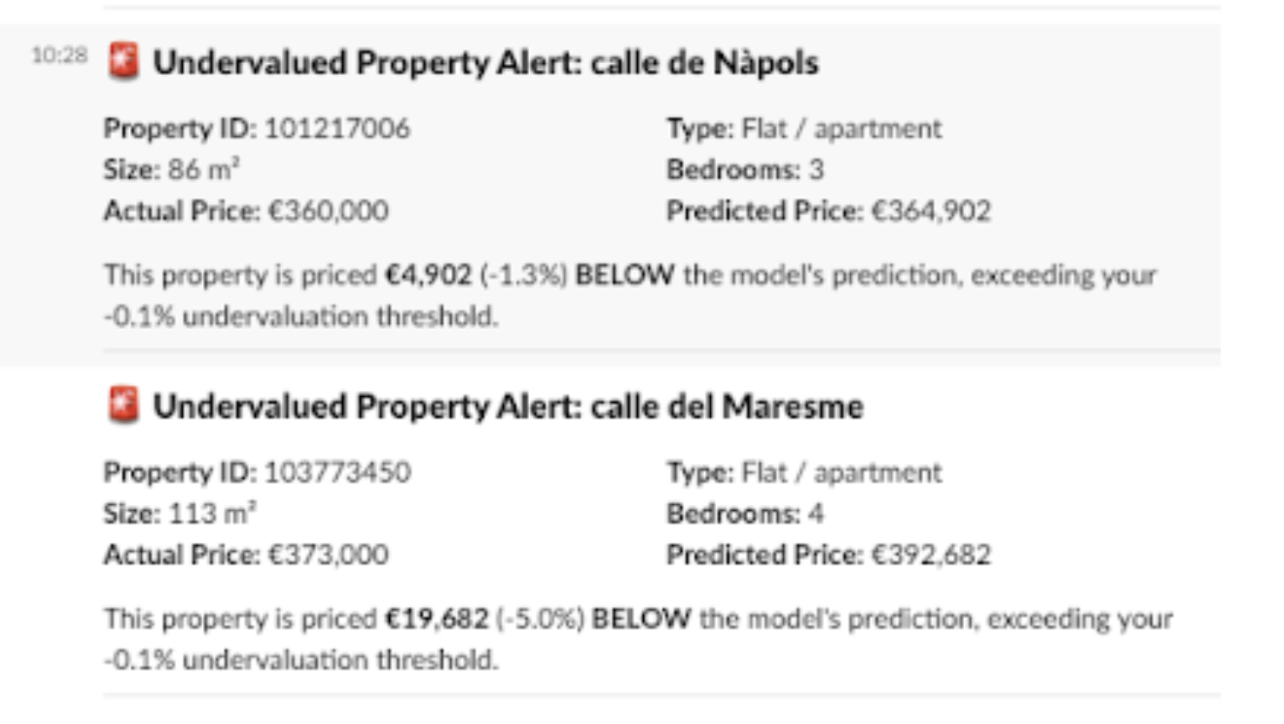 10:28 🚨 Undervalued Property Alert: calle de Nàpols
Property ID: 101217006 Type: Flat / apartment
Size: 86 m² Bedrooms: 3
Actual Price: €360,000 Predicted Price: €364,902
This property is priced €4,902 (-1.3%) BELOW the model's prediction, exceeding your
-0.1% undervaluation threshold.
🚨 Undervalued Property Alert: calle del Maresme
Property ID: 103773450 Type: Flat / apartment
Size: 113 m² Bedrooms: 4
Actual Price: €373,000 Predicted Price: €392,682
This property is priced €19,682 (-5.0%) BELOW the model's prediction, exceeding your
-0.1% undervaluation threshold.